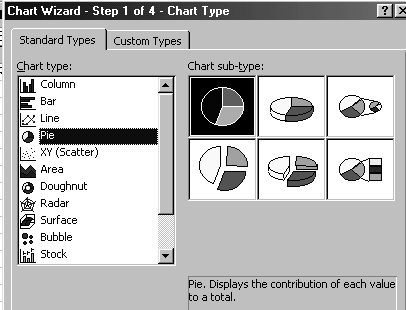 Chart Wizard - Step 1 of 4 - Chart Type
Standard Types
Custom Types
Chart type:
Chart sub-type:
Column
Bar
Line
Pie
XY (Scatter)
Area
Doughnut
Radar
Surface
Bubble
Stock
Pie. Displays the contribution of each value
to a total.